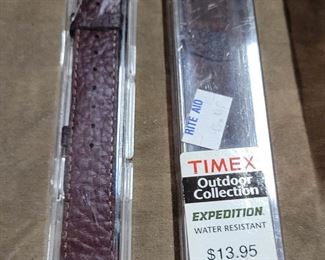 RITE AID
TIMEX
Outdoor
Collection
EXPEDITION
WATER RESISTANT
$13.95